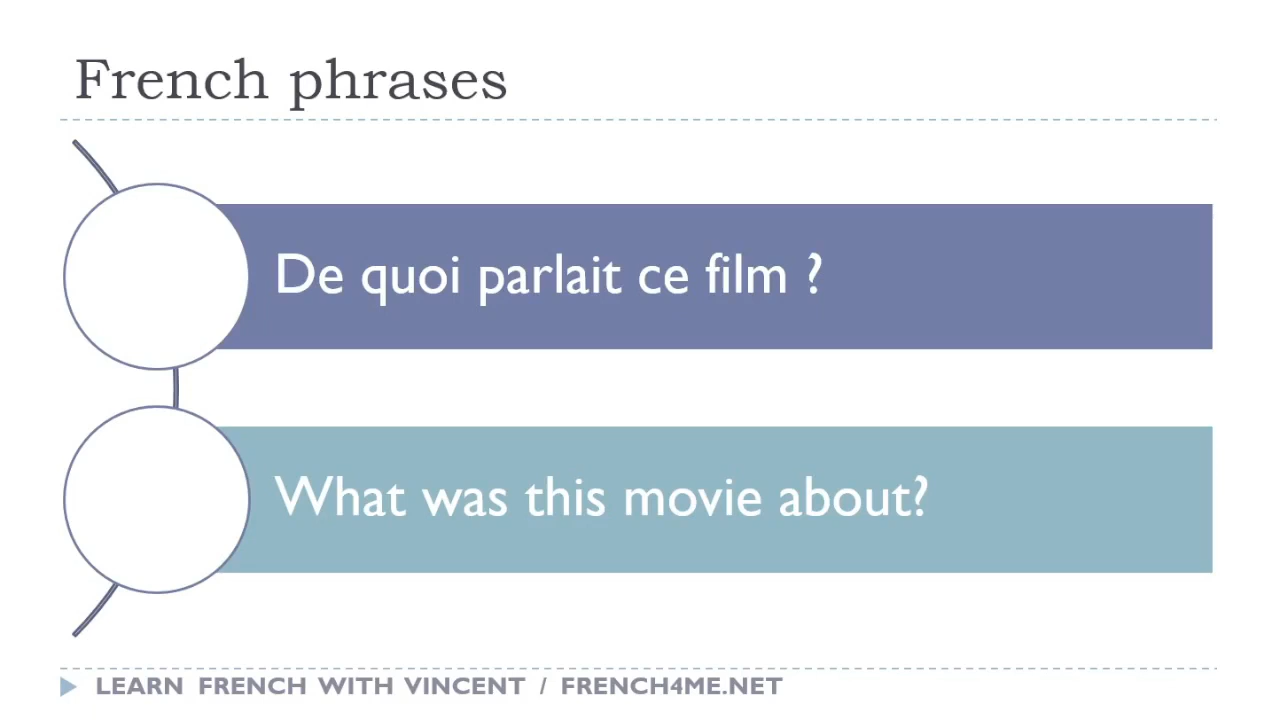 French phrases
De quoi parlait ce film ?
What was this movie about?
LEARN FRENCH WITH VINCENT / FRENCH4ME.NET